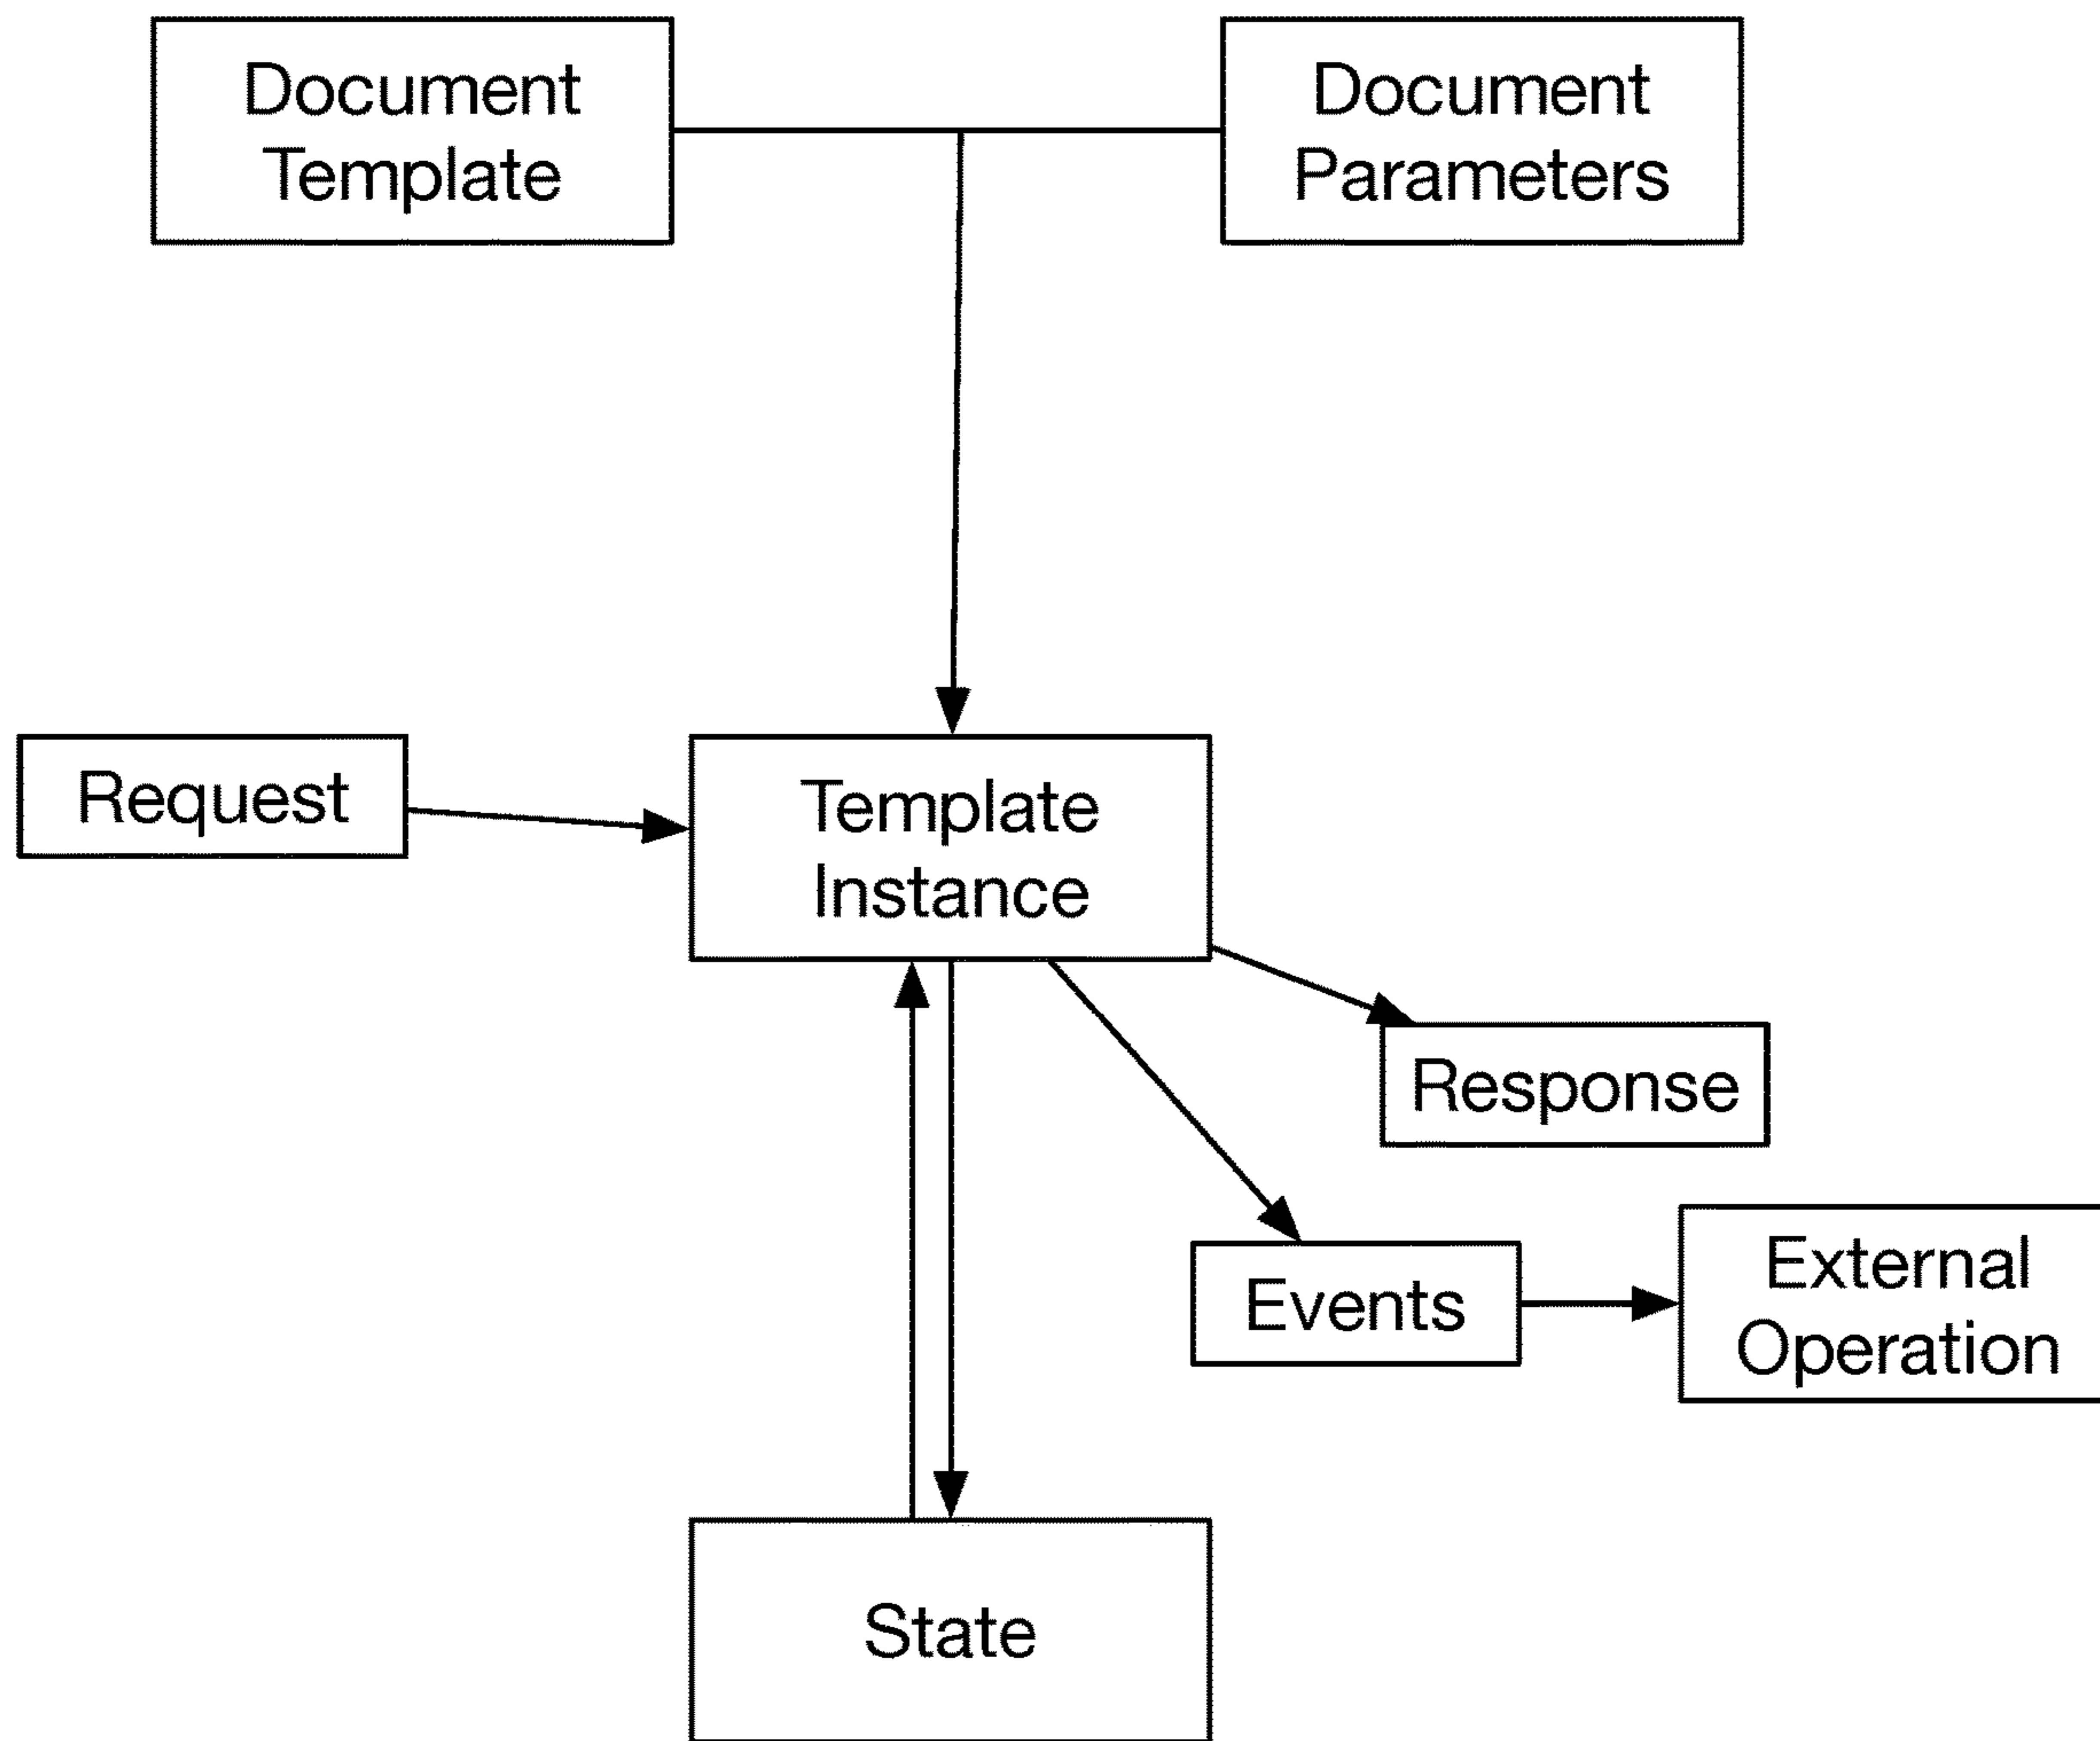 Document
Template
Document
Parameters
Request
Template
Instance
Response
Events
External
Operation
State